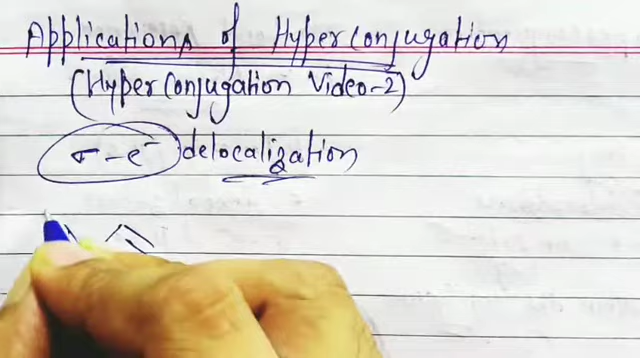 Applications of Hyperconjugation
(Hyperconjugation Video-2)
σ-e⁻ delocalization